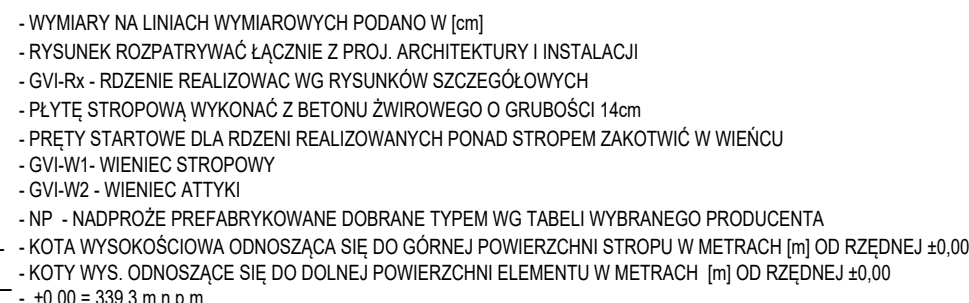 - WYMIARY NA LINIACH WYMIAROWYCH PODANO W [cm]
- RYSUNEK ROZPATRYWAĆ ŁĄCZNIE Z PROJ. ARCHITEKTURY I INSTALACJI
- GVI-Rx - RDZENIE REALIZOWAC WG RYSUNKÓW SZCZEGÓŁOWYCH
- PŁYTĘ STROPOWĄ WYKONAĆ Z BETONU ŻWIROWEGO O GRUBOŚCI 14cm
- PRĘTY STARTOWE DLA RDZENI REALIZOWANYCH PONAD STROPEM ZAKOTWIĆ W WIEŃCU
- GVI-W1- WIENIEC STROPOWY
- GVI-W2 - WIENIEC ATTYKI
- NP - NADPROŻE PREFABRYKOWANE DOBRANE TYPEM WG TABELI WYBRANEGO PRODUCENTA
- KOTA WYSOKOŚCIOWA ODNOSZĄCA SIĘ DO GÓRNEJ POWIERZCHNI STROPU W METRACH [m] OD RZĘDNEJ ±0,00
- KOTY WYS. ODNOSZĄCE SIĘ DO DOLNEJ POWIERZCHNI ELEMENTU W METRACH [m] OD RZĘDNEJ ±0,00
- ±0,00 = 339,3 m n.p.m.